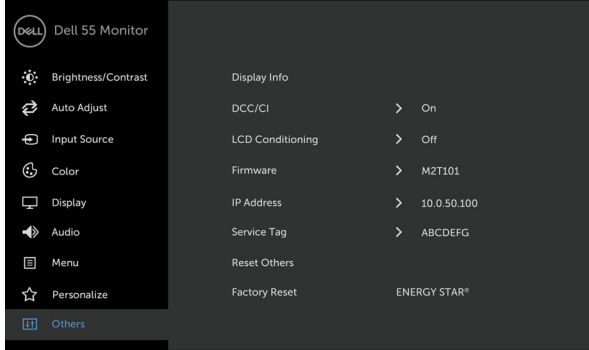 DELL Dell 55 Monitor
Brightness/Contrast
Auto Adjust
Input Source
Color
Display
Audio
Menu
Personalize
Others
Display Info
DCC/CI > On
LCD Conditioning > Off
Firmware > M2T101
IP Address > 10.0.50.100
Service Tag > ABCDEFG
Reset Others
Factory Reset ENERGY STAR®